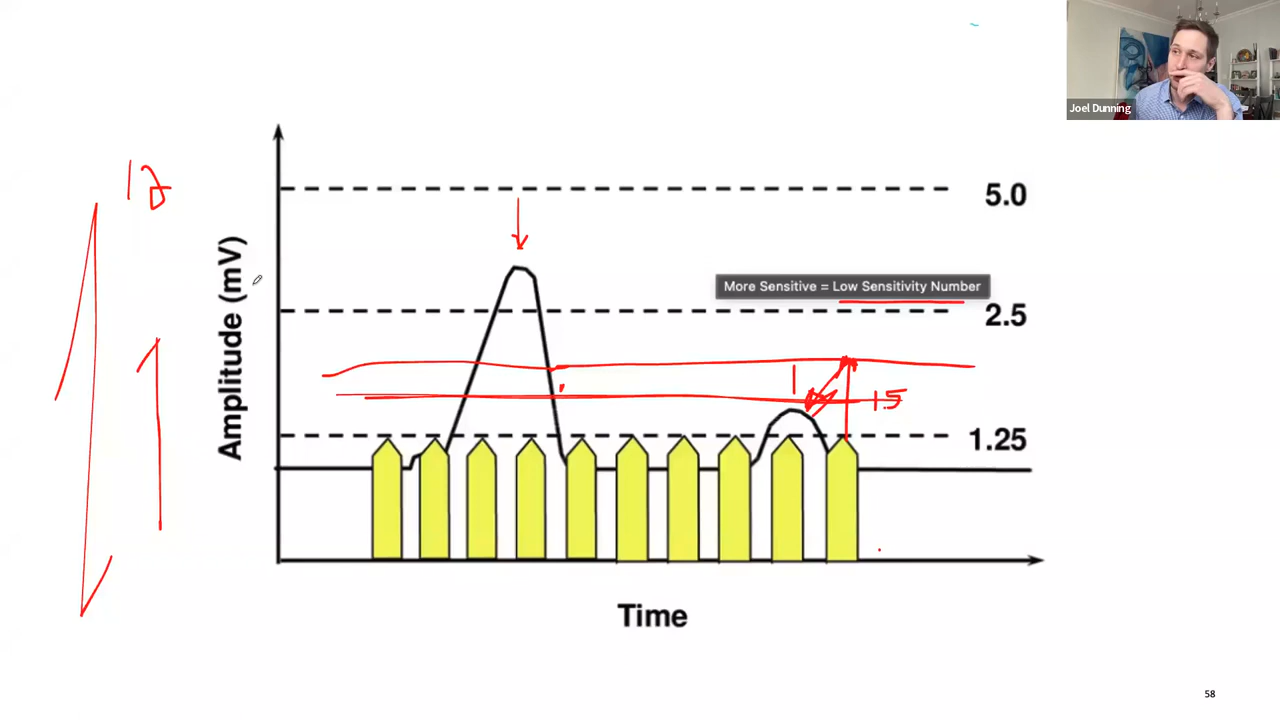 Joel Dunning
5.0
More Sensitive = Low Sensitivity Number
2.5
1.5
1.25
Amplitude (mV)
Time
58